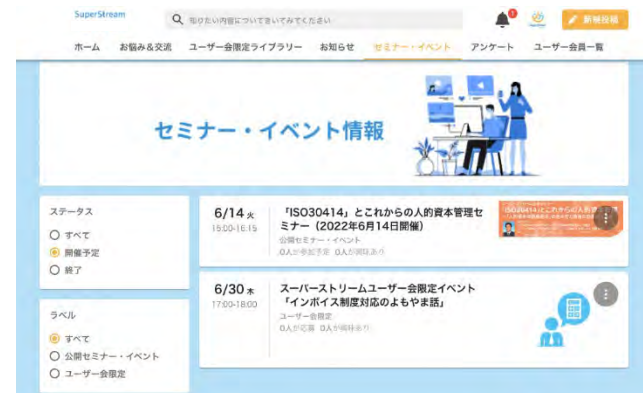 SuperStream
知りたい内容についてきいてみてください
新規投稿
ホーム お悩み＆交流 ユーザー会限定ライブラリー お知らせ セミナー・イベント アンケート ユーザー会員一覧
セミナー・イベント情報
ステータス
すべて
開催予定
終了
ラベル
すべて
公開セミナー・イベント
ユーザー会限定
6/14 火
15:00-16:15
「ISO30414」とこれからの人的資本管理セ
ミナー（2022年6月14日開催）
公開セミナー・イベント
0人が参加予定 0人が興味あり
6/30 木
17:00-18:00
スーパーストリームユーザー会限定イベント
「インボイス制度対応のよもやま話」
ユーザー会限定
0人が応募 0人が興味あり